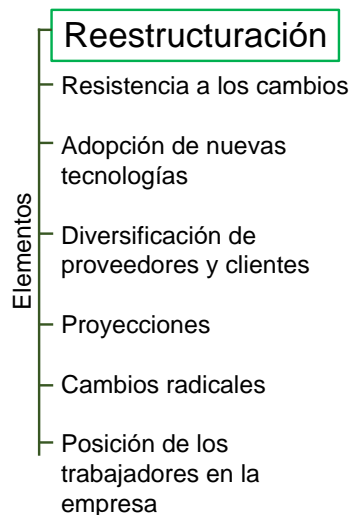 Reestructuración
Resistencia a los cambios
Adopción de nuevas
tecnologías
Diversificación de
proveedores y clientes
Elementos
Proyecciones
Cambios radicales
Posición de los
trabajadores en la
empresa